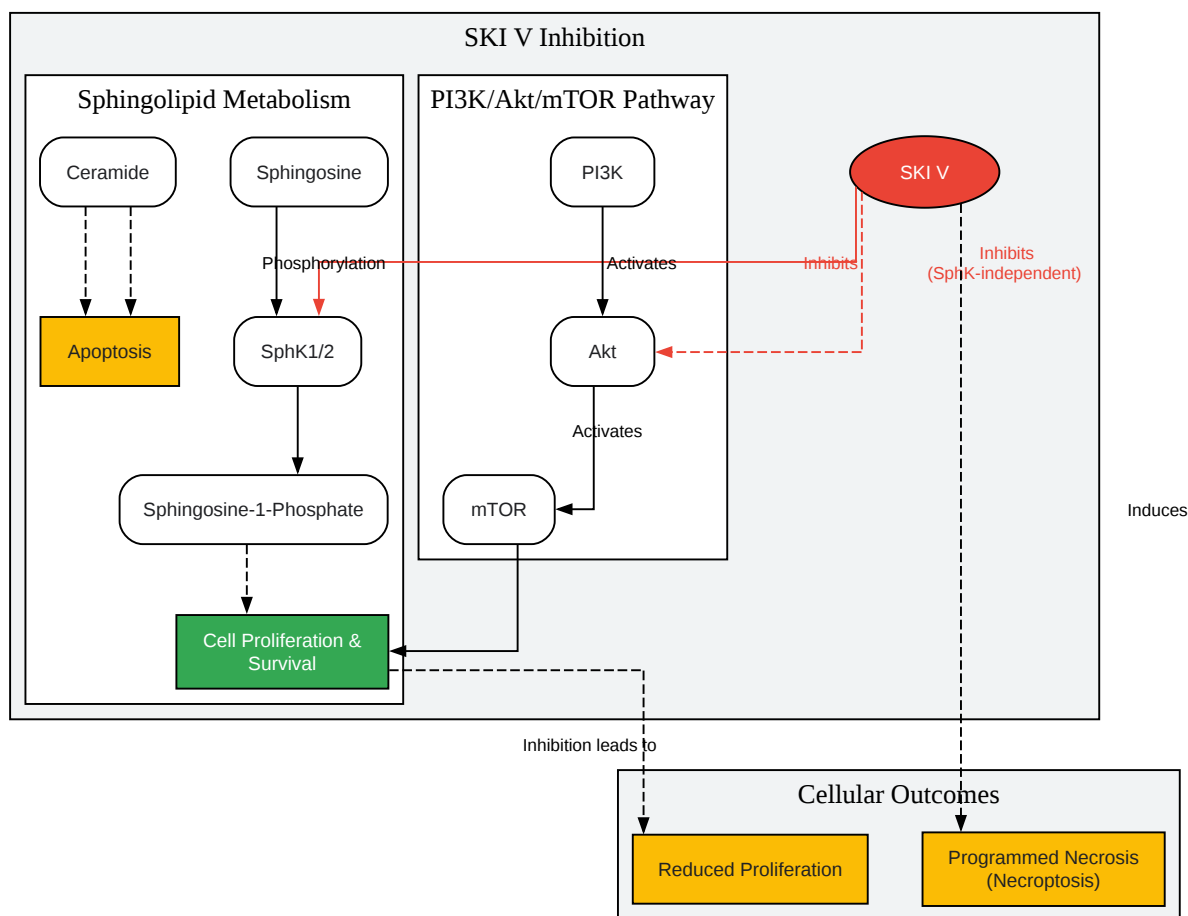 SKI V Inhibition
Sphingolipid Metabolism
PI3K/Akt/mTOR Pathway
Ceramide
Sphingosine
PI3K
SKI V
Phosphorylation
Activates
Inhibits
Inhibits
(SphK-independent)
Apoptosis
SphK1/2
Akt
Activates
Sphingosine-1-Phosphate
mTOR
Induces
Cell Proliferation &
Survival
Inhibition leads to
Cellular Outcomes
Reduced Proliferation
Programmed Necrosis
(Necroptosis)